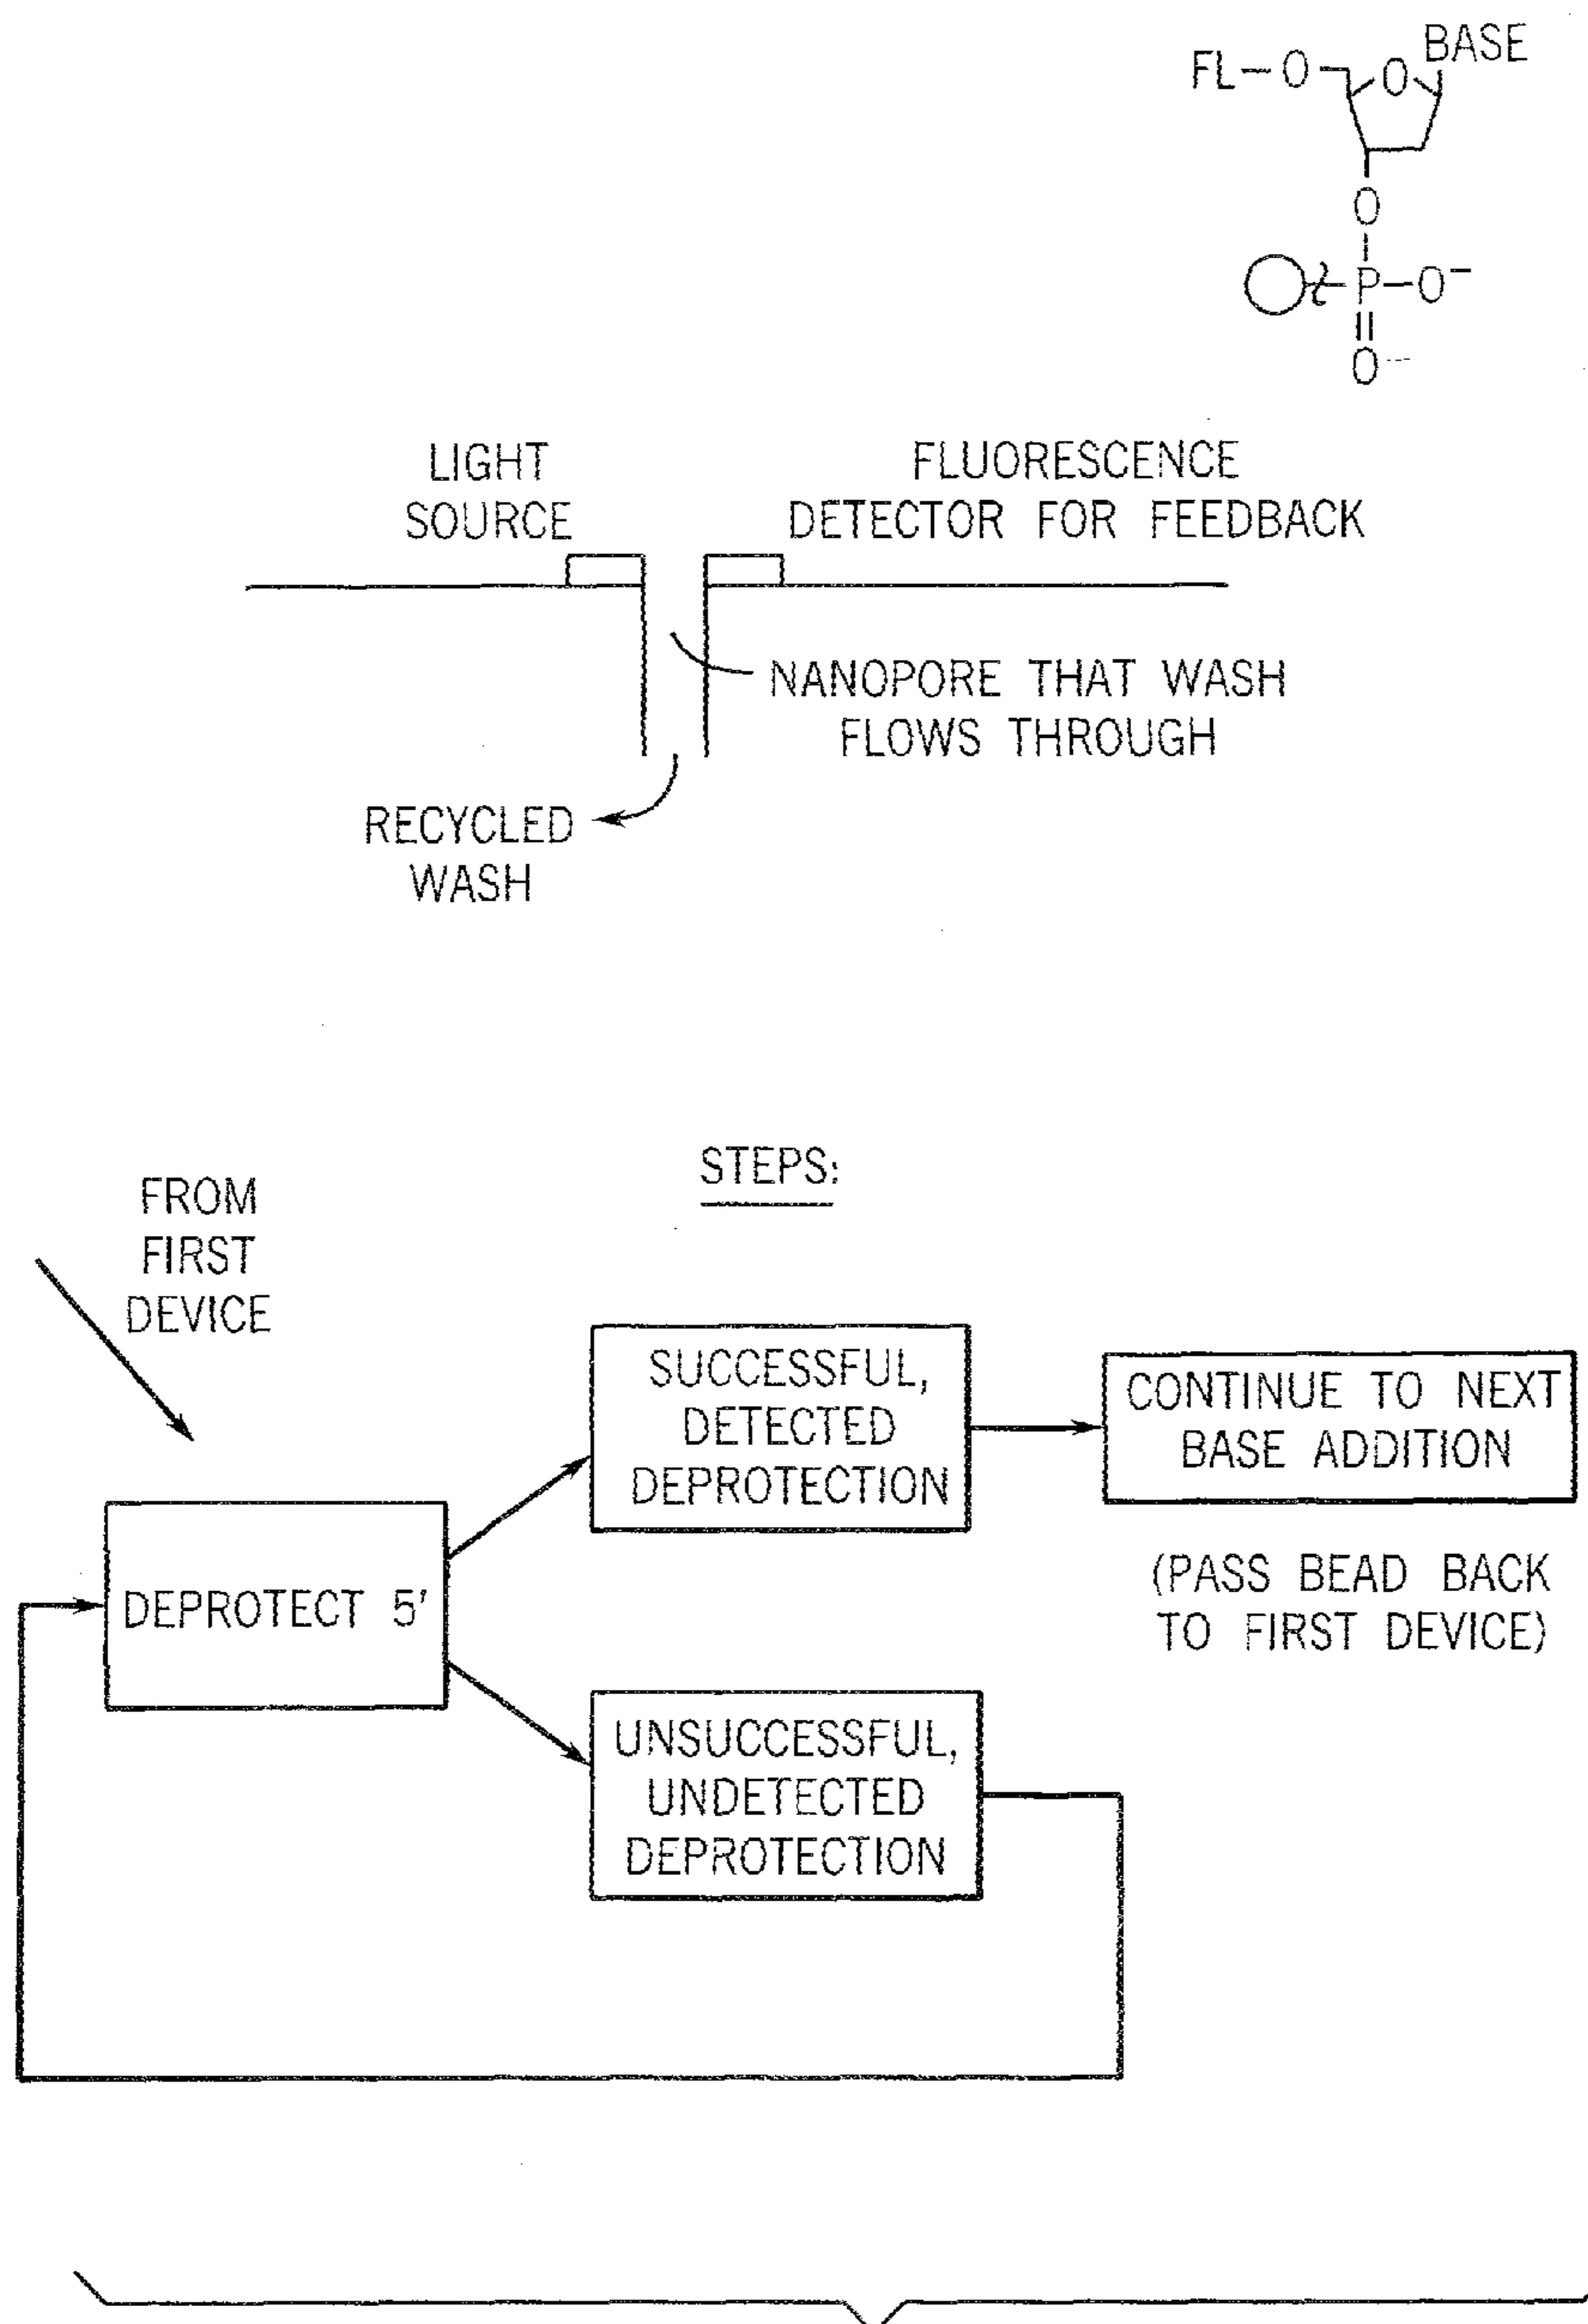 BASE
FL-O
O
O
P-O⁻
O
LIGHT
SOURCE
FLUORESCENCE
DETECTOR FOR FEEDBACK
NANOPORE THAT WASH
FLOWS THROUGH
RECYCLED
WASH
STEPS:
FROM
FIRST
DEVICE
SUCCESSFUL,
DETECTED
DEPROTECTION
CONTINUE TO NEXT
BASE ADDITION
(PASS BEAD BACK
TO FIRST DEVICE)
DEPROTECT 5'
UNSUCCESSFUL,
UNDETECTED
DEPROTECTION